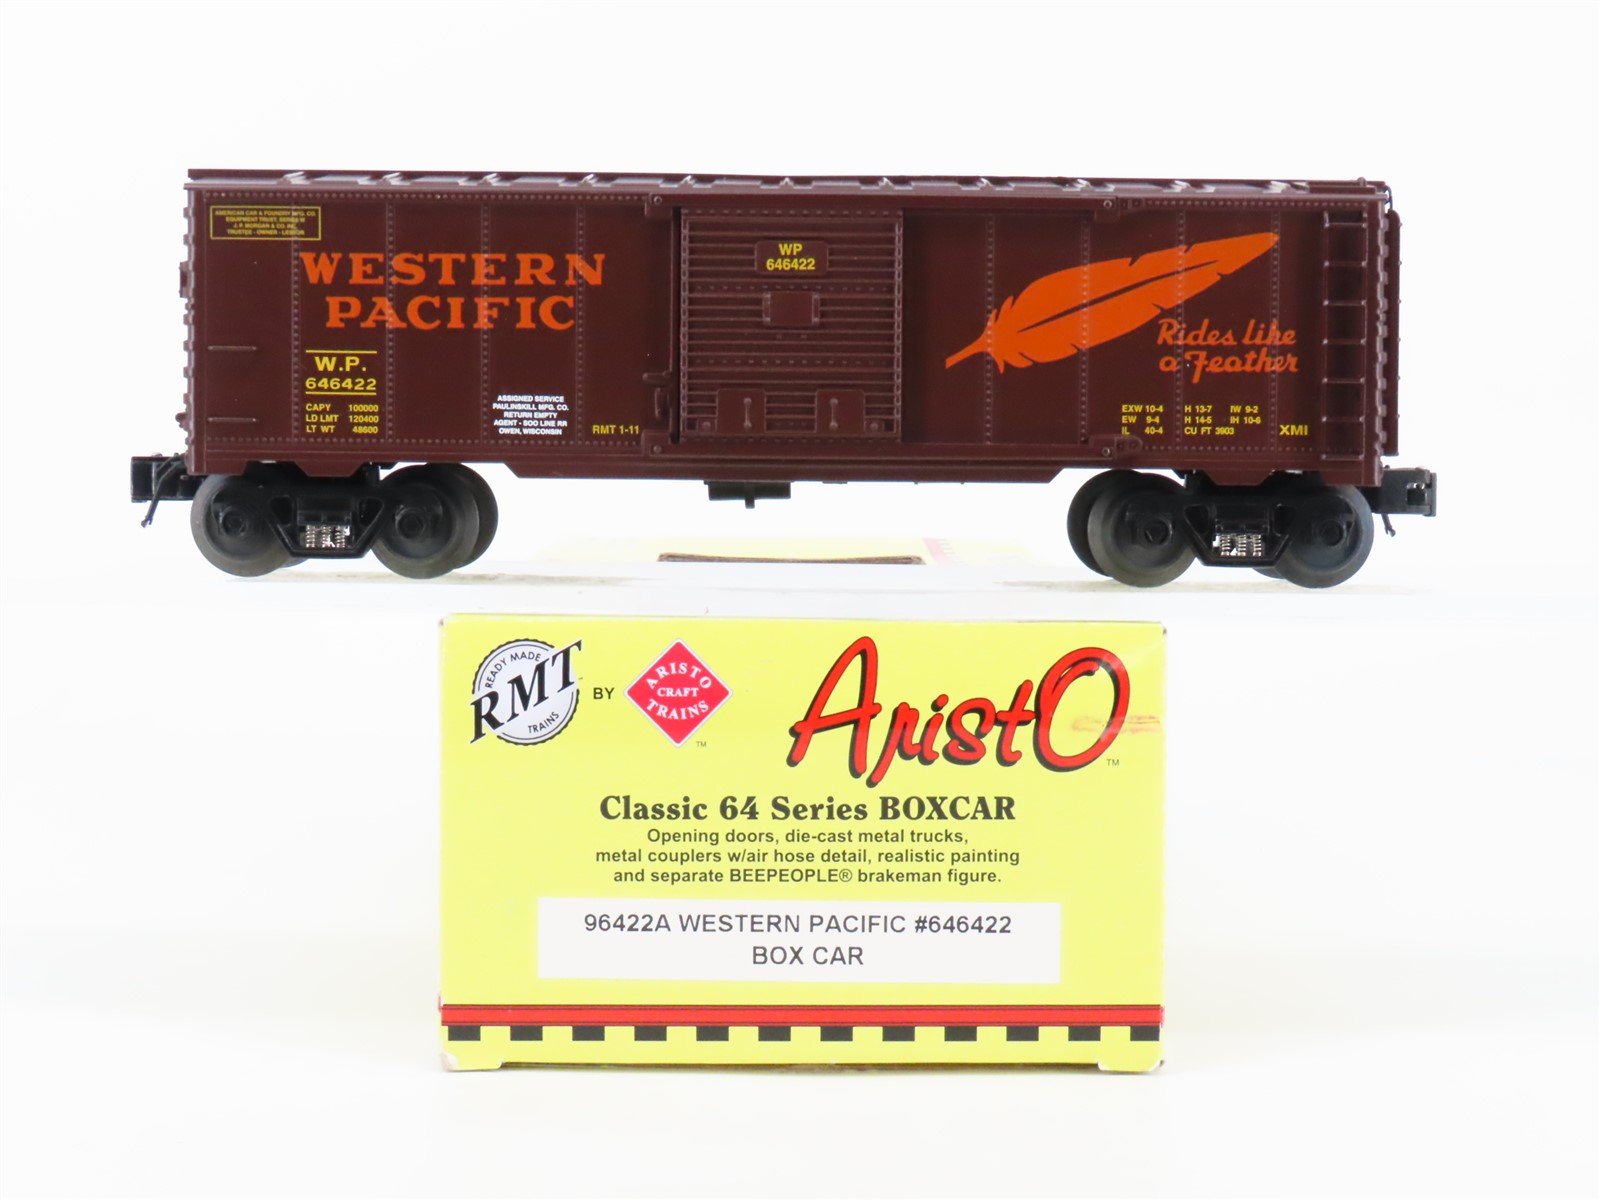 AMERICAN CAR & FOUNDRY MFG. CO.
EQUIPMENT TRUST, SERIES W
J. P. MORGAN & CO. INC.
TRUSTEE - OWNER - LESSOR
WESTERN
PACIFIC
W.P.
646422
CAPY 100000
LD LMT 120400
LT WT 48600
ASSIGNED SERVICE
PAULINSKILL MFG. CO.
RETURN EMPTY
AGENT - SOO LINE RR
OWEN, WISCONSIN
RMT 1-11
WP
646422
Rides Like
a Feather
EXW 10-4 H 13-7 IW 9-2
EW 9-4 H 14-5 IH 10-6
IL 40-4 CU FT 3903
XMI
READY MADE
RMT
TRAINS
BY
ARISTO
CRAFT
TRAINS
TM
AristO
TM
Classic 64 Series BOXCAR
Opening doors, die-cast metal trucks,
metal couplers w/air hose detail, realistic painting
and separate BEEPEOPLE® brakeman figure.
96422A WESTERN PACIFIC #646422
BOX CAR